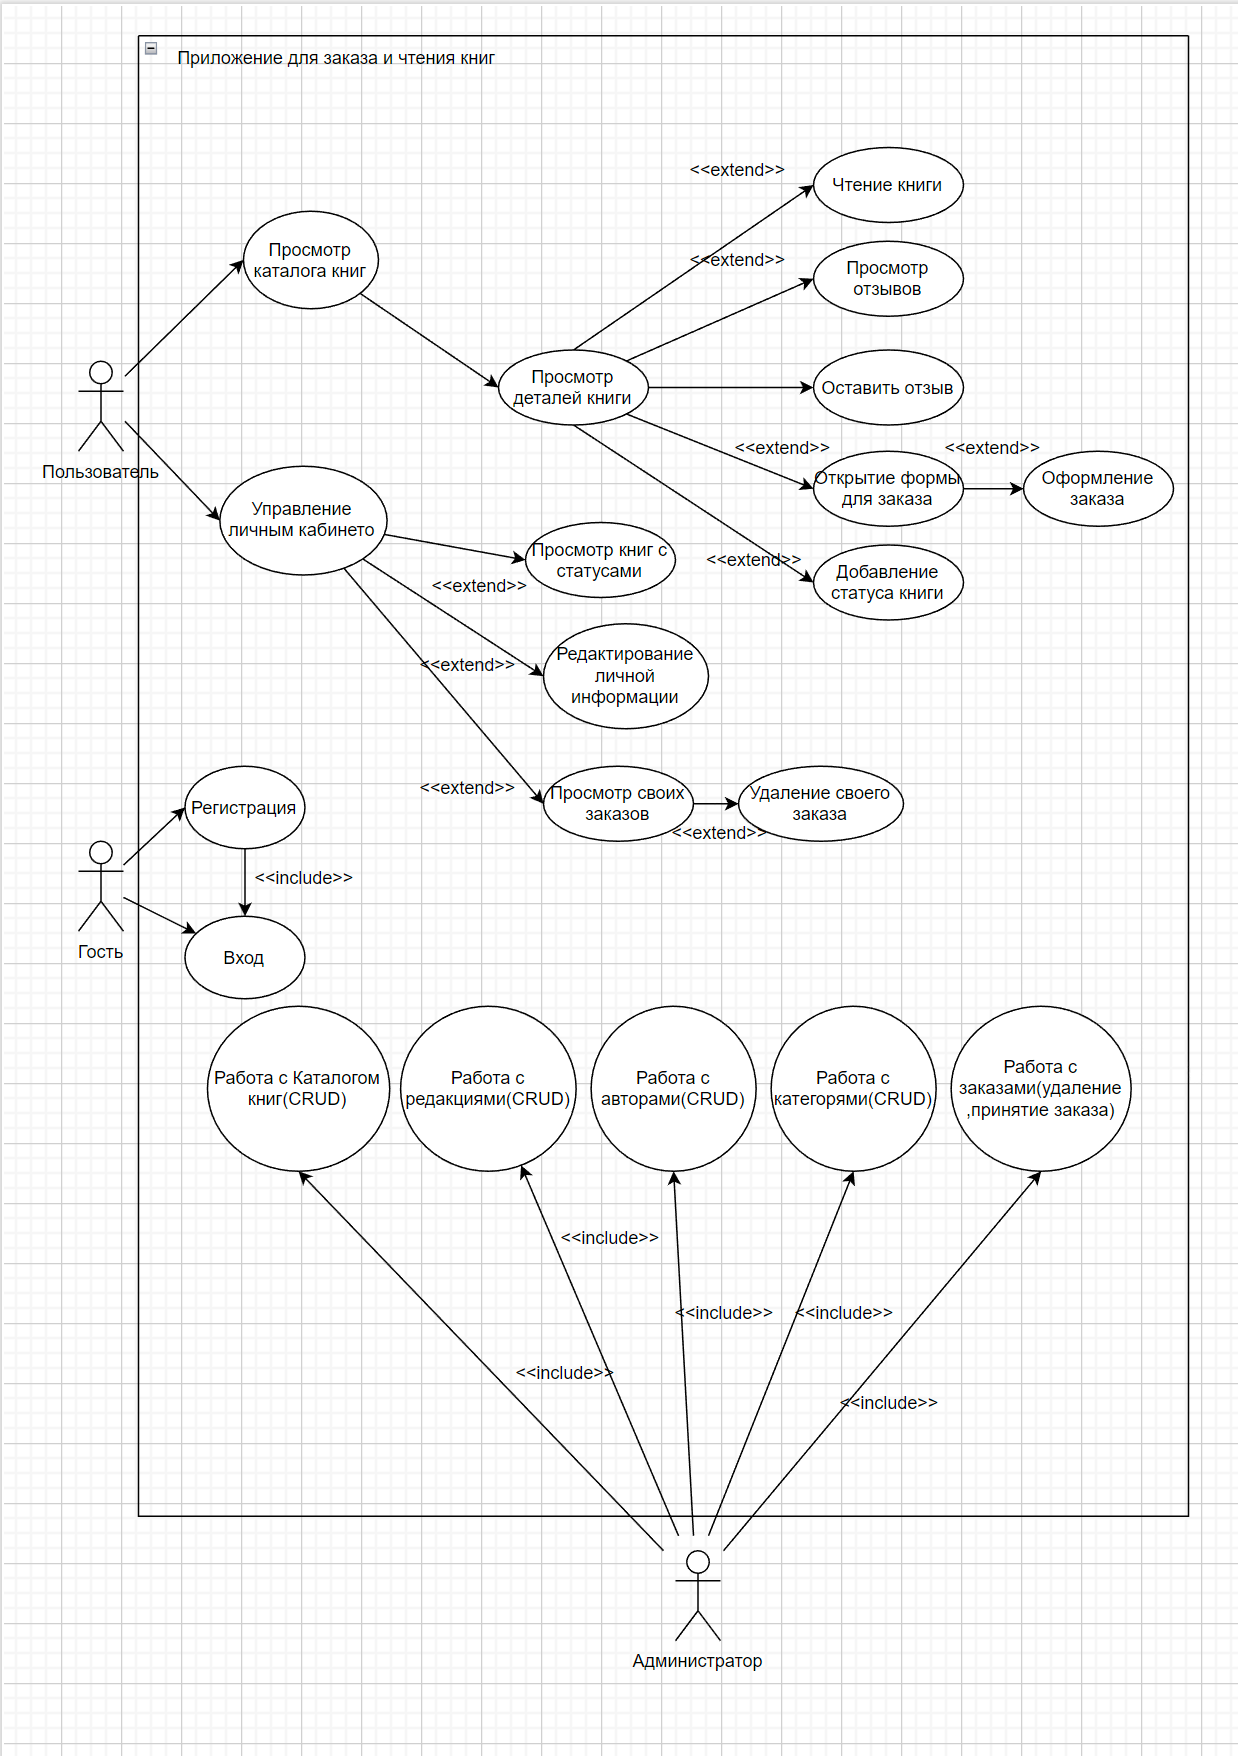 Приложение для заказа и чтения книг
<<extend>>
Чтение книги
Просмотр
каталога книг
<<extend>>
Просмотр
отзывов
Просмотр
деталей книги
Оставить отзыв
Пользователь
<<extend>>
<<extend>>
Открытие формы
для заказа
Оформление
заказа
Управление
личным кабинето
Просмотр книг с
статусами
<<extend>>
Добавление
статуса книги
<<extend>>
<<extend>>
Редактирование
личной
информации
<<extend>>
Просмотр своих
заказов
<<extend>>
Удаление своего
заказа
Регистрация
<<include>>
Гость
Вход
Работа с Каталогом
книг(CRUD)
Работа с
редакциями(CRUD)
Работа с
авторами(CRUD)
Работа с
категорями(CRUD)
Работа с
заказами(удаление
,принятие заказа)
<<include>>
<<include>>
<<include>>
<<include>>
<<include>>
Администратор